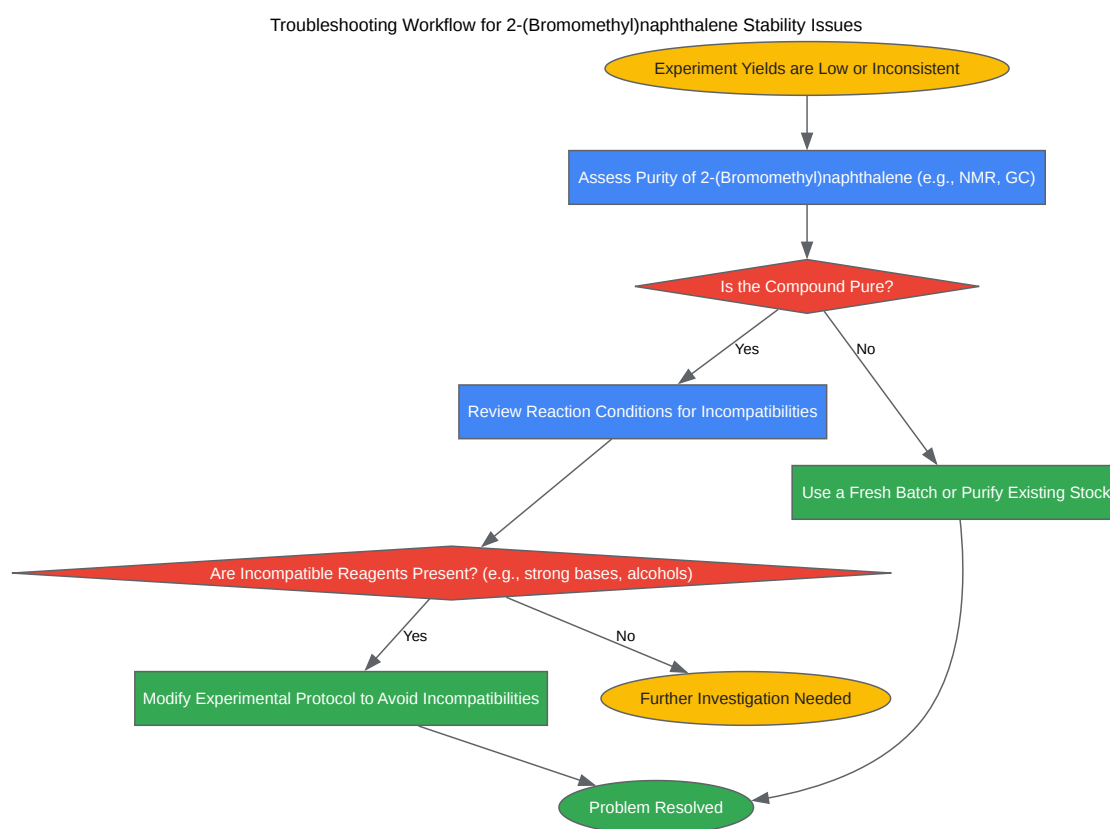 Troubleshooting Workflow for 2-(Bromomethyl)naphthalene Stability Issues
Experiment Yields are Low or Inconsistent
Assess Purity of 2-(Bromomethyl)naphthalene (e.g., NMR, GC)
Is the Compound Pure?
Yes
No
Review Reaction Conditions for Incompatibilities
Use a Fresh Batch or Purify Existing Stock
Are Incompatible Reagents Present? (e.g., strong bases, alcohols)
Yes
No
Modify Experimental Protocol to Avoid Incompatibilities
Further Investigation Needed
Problem Resolved